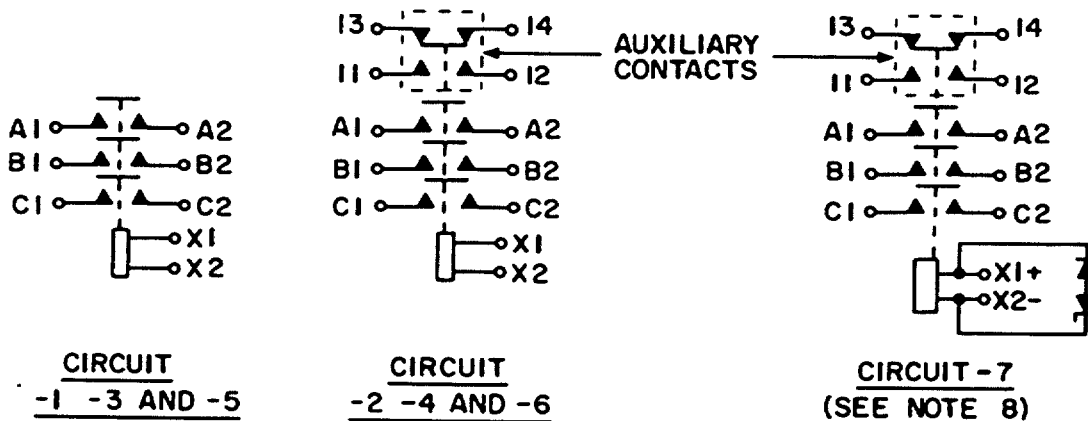 A1 A2
B1 B2
C1 C2
X1
X2
CIRCUIT
-1 -3 AND -5
13 14
11 12
A1 A2
B1 B2
C1 C2
X1
X2
CIRCUIT
-2 -4 AND -6
AUXILIARY
CONTACTS
13 14
11 12
A1 A2
B1 B2
C1 C2
X1+
X2-
CIRCUIT-7
(SEE NOTE 8)